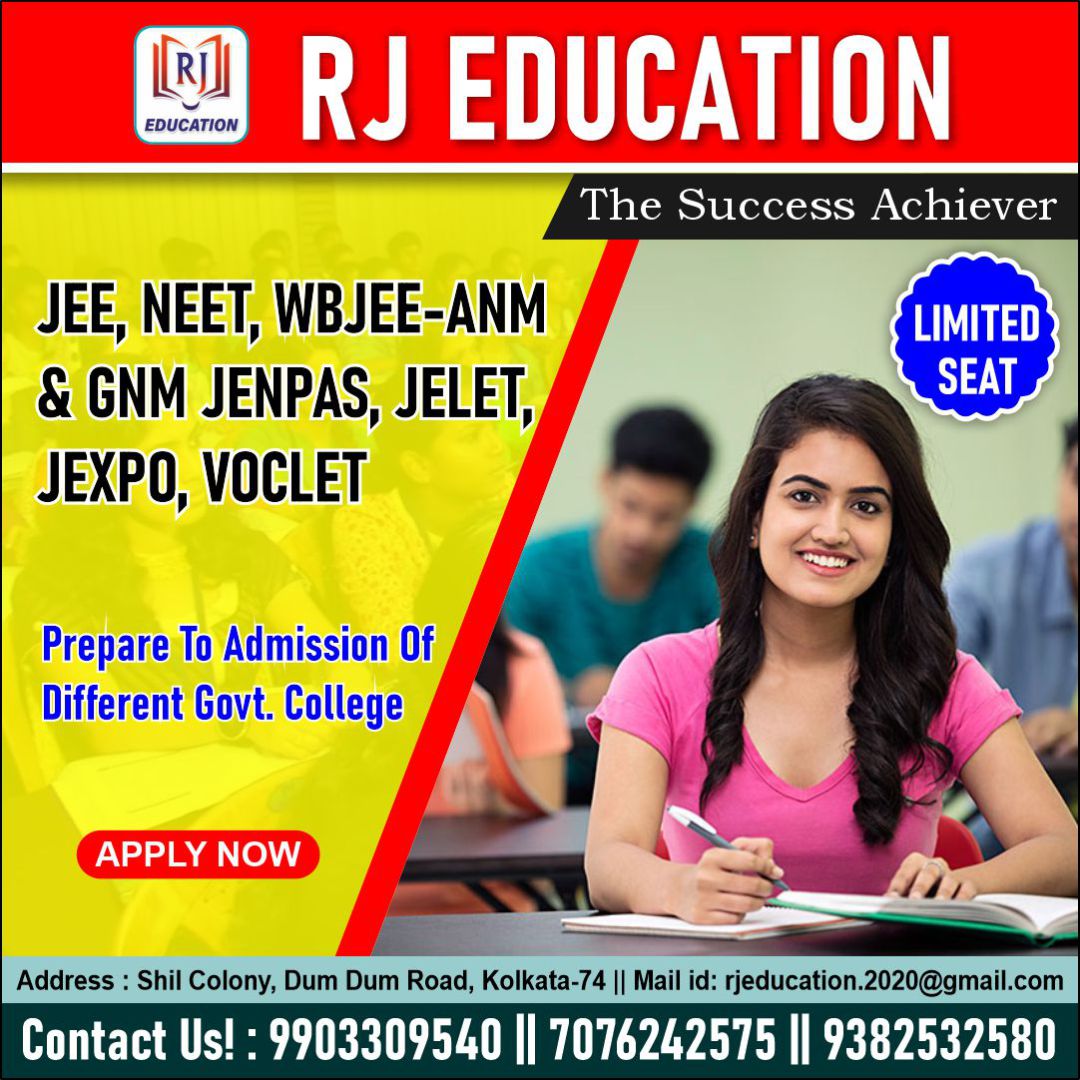 RJ
EDUCATION
RJ EDUCATION
The Success Achiever
JEE, NEET, WBJEE-ANM
& GNM JENPAS, JELET,
JEXPO, VOCLET
LIMITED
SEAT
Prepare To Admission Of
Different Govt. College
APPLY NOW
Address : Shil Colony, Dum Dum Road, Kolkata-74 || Mail id: rjeducation.2020@gmail.com
Contact Us! : 9903309540 || 7076242575 || 9382532580